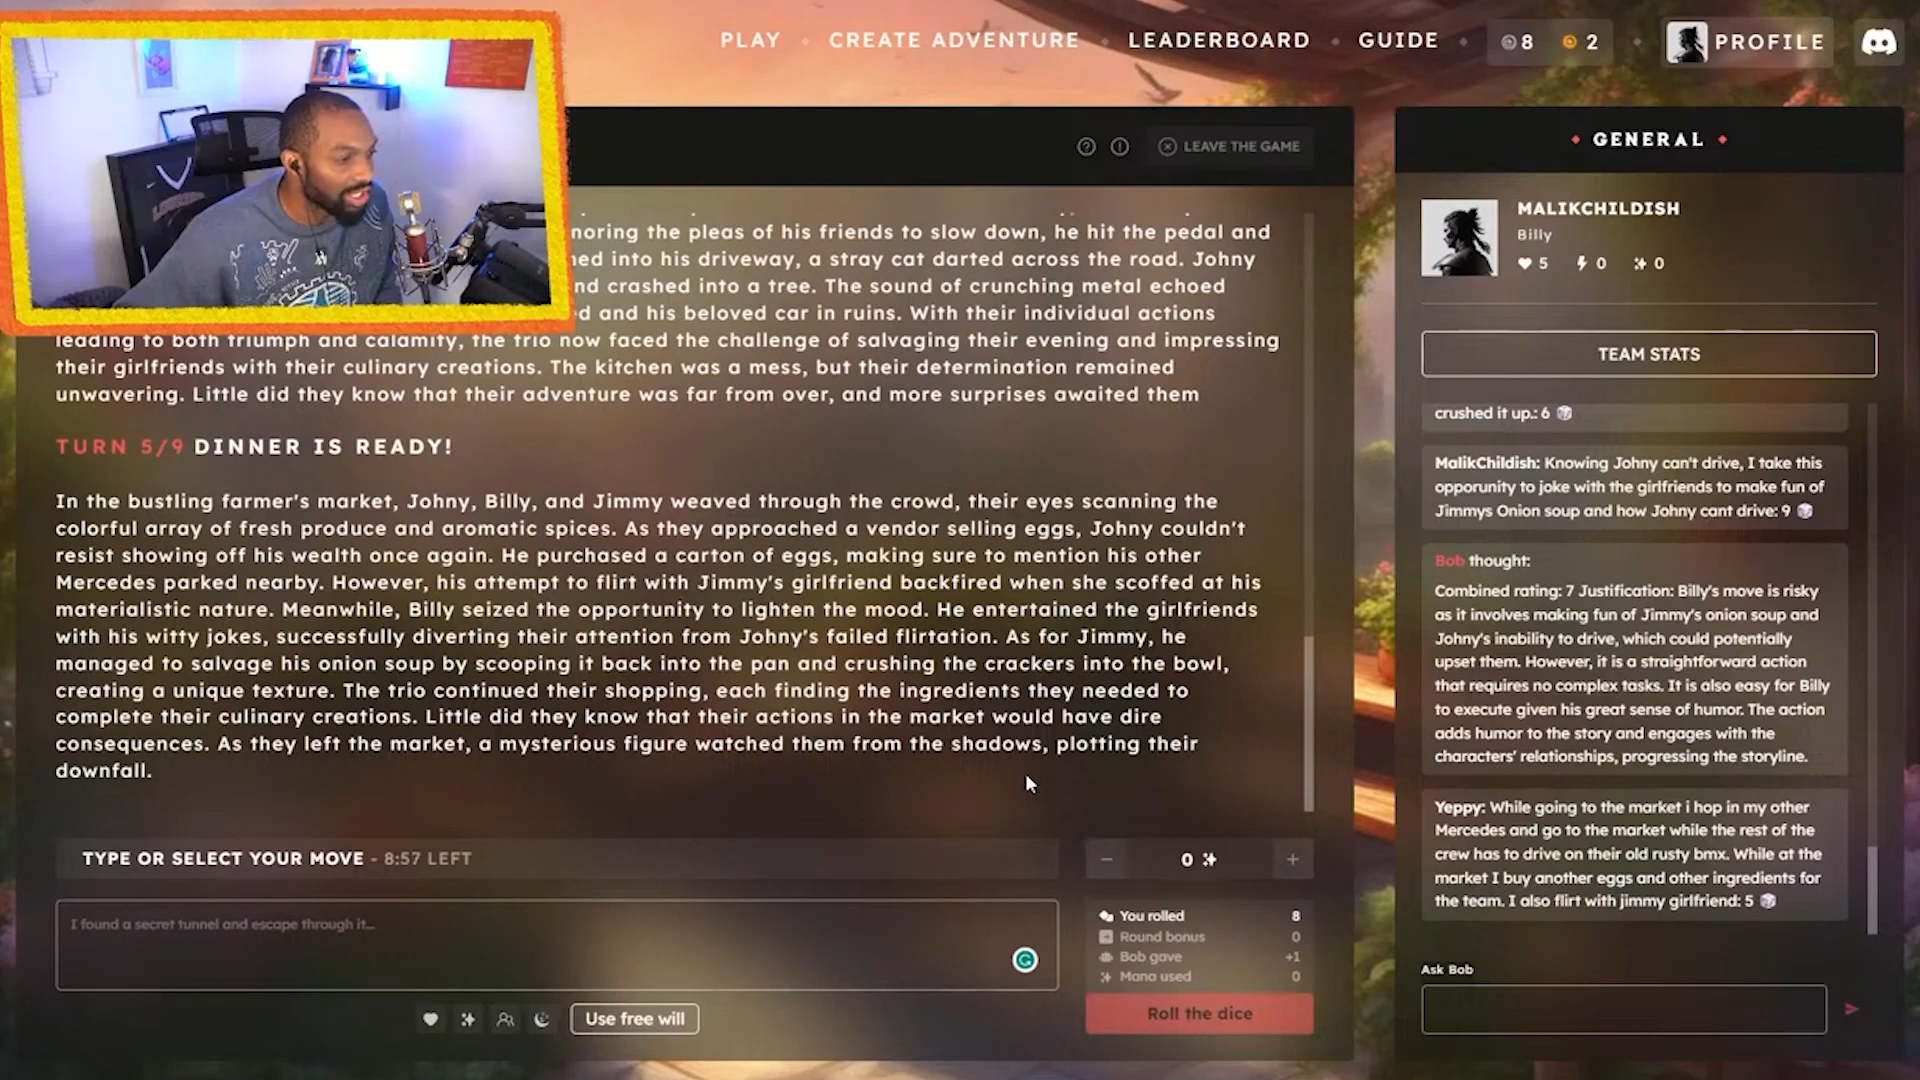 PLAY
CREATE ADVENTURE
LEADERBOARD
GUIDE
8
2
PROFILE
LEAVE THE GAME
noring the pleas of his friends to slow down, he hit the pedal and
ned into his driveway, a stray cat darted across the road. Johny
nd crashed into a tree. The sound of crunching metal echoed
ed and his beloved car in ruins. With their individual actions
leading to both triumph and calamity, the trio now faced the challenge of salvaging their evening and impressing
their girlfriends with their culinary creations. The kitchen was a mess, but their determination remained
unwavering. Little did they know that their adventure was far from over, and more surprises awaited them
TURN 5/9 DINNER IS READY!
In the bustling farmer's market, Johny, Billy, and Jimmy weaved through the crowd, their eyes scanning the
colorful array of fresh produce and aromatic spices. As they approached a vendor selling eggs, Johny couldn't
resist showing off his wealth once again. He purchased a carton of eggs, making sure to mention his other
Mercedes parked nearby. However, his attempt to flirt with Jimmy's girlfriend backfired when she scoffed at his
materialistic nature. Meanwhile, Billy seized the opportunity to lighten the mood. He entertained the girlfriends
with his witty jokes, successfully diverting their attention from Johny's failed flirtation. As for Jimmy, he
managed to salvage his onion soup by scooping it back into the pan and crushing the crackers into the bowl,
creating a unique texture. The trio continued their shopping, each finding the ingredients they needed to
complete their culinary creations. Little did they know that their actions in the market would have dire
consequences. As they left the market, a mysterious figure watched them from the shadows, plotting their
downfall.
TYPE OR SELECT YOUR MOVE - 8:57 LEFT
I found a secret tunnel and escape through it...
Use free will
− 0 +
You rolled 8
Round bonus 0
Bob gave +1
Mana used 0
Roll the dice
GENERAL
MALIKCHILDISH
Billy
5 0 0
TEAM STATS
crushed it up.: 6
MalikChildish: Knowing Johny can't drive, I take this
opporunity to joke with the girlfriends to make fun of
Jimmys Onion soup and how Johny cant drive: 9
Bob thought:
Combined rating: 7 Justification: Billy's move is risky
as it involves making fun of Jimmy's onion soup and
Johny's inability to drive, which could potentially
upset them. However, it is a straightforward action
that requires no complex tasks. It is also easy for Billy
to execute given his great sense of humor. The action
adds humor to the story and engages with the
characters' relationships, progressing the storyline.
Yeppy: While going to the market i hop in my other
Mercedes and go to the market while the rest of the
crew has to drive on their old rusty bmx. While at the
market I buy another eggs and other ingredients for
the team. I also flirt with jimmy girlfriend: 5
Ask Bob